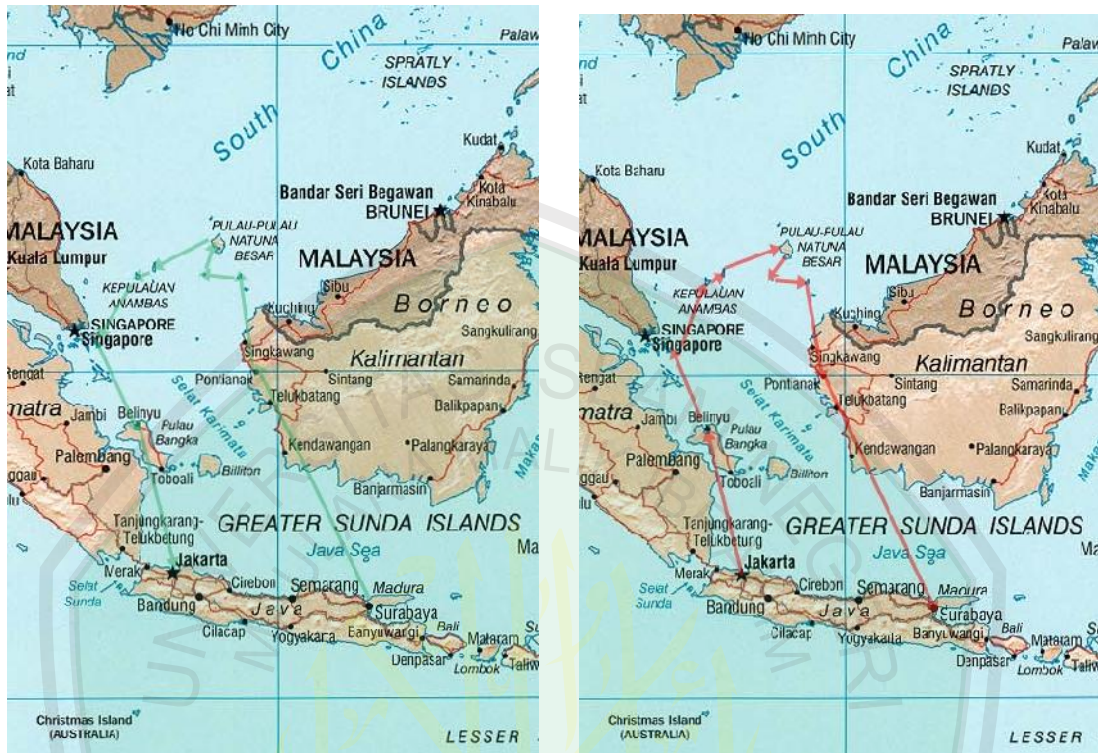 Ho Chi Minh City
China
Palaw
SPRATLY
ISLANDS
South
Kudat
Kota Baharu
Kota
Kinabalu
Bandar Seri Begawan
BRUNEI
PULAU-PULAU
NATUNA
BESAR
MALAYSIA
Kuala Lumpur
MALAYSIA
KEPULAUAN
ANAMBAS
Sibu
Borneo
Kuching
SINGAPORE
Singapore
Sangkulirang
Singkawang
Kalimantan
Rengat
Pontianak
Sintang
Samarinda
Selat Karimata
Telukbatang
matra
Jambi
Belinyu
Balikpapan
Pulau
Bangka
Kendawangan
Palangkaraya
Palembang
Toboali
Billiton
Banjarmasin
Tanjungkarang-
Telukbetung
GREATER SUNDA ISLANDS
Java Sea
Jakarta
Merak
Selat
Sunda
Cirebon
Semarang
Madura
Surabaya
Bandung
Java
Cilacap
Yogyakarta
Banyuwangi
Bali
Mataram
Denpasar
Lombok
Taliw
Christmas Island
(AUSTRALIA)
LESSER
Ho Chi Minh City
China
Palaw
SPRATLY
ISLANDS
South
Kudat
Kota Baharu
Kota
Kinabalu
Bandar Seri Begawan
BRUNEI
PULAU-PULAU
NATUNA
BESAR
MALAYSIA
Kuala Lumpur
MALAYSIA
KEPULAUAN
ANAMBAS
Sibu
Borneo
Kuching
SINGAPORE
Singapore
Sangkulirang
Singkawang
Kalimantan
Rengat
Pontianak
Sintang
Samarinda
Selat Karimata
Telukbatang
matra
Jambi
Belinyu
Balikpapan
Pulau
Bangka
Kendawangan
Palangkaraya
Palembang
Toboali
Billiton
Banjarmasin
Tanjungkarang-
Telukbetung
GREATER SUNDA ISLANDS
Java Sea
Jakarta
Merak
Selat
Sunda
Cirebon
Semarang
Madura
Surabaya
Bandung
Java
Cilacap
Yogyakarta
Banyuwangi
Bali
Mataram
Denpasar
Lombok
Taliw
Christmas Island
(AUSTRALIA)
LESSER